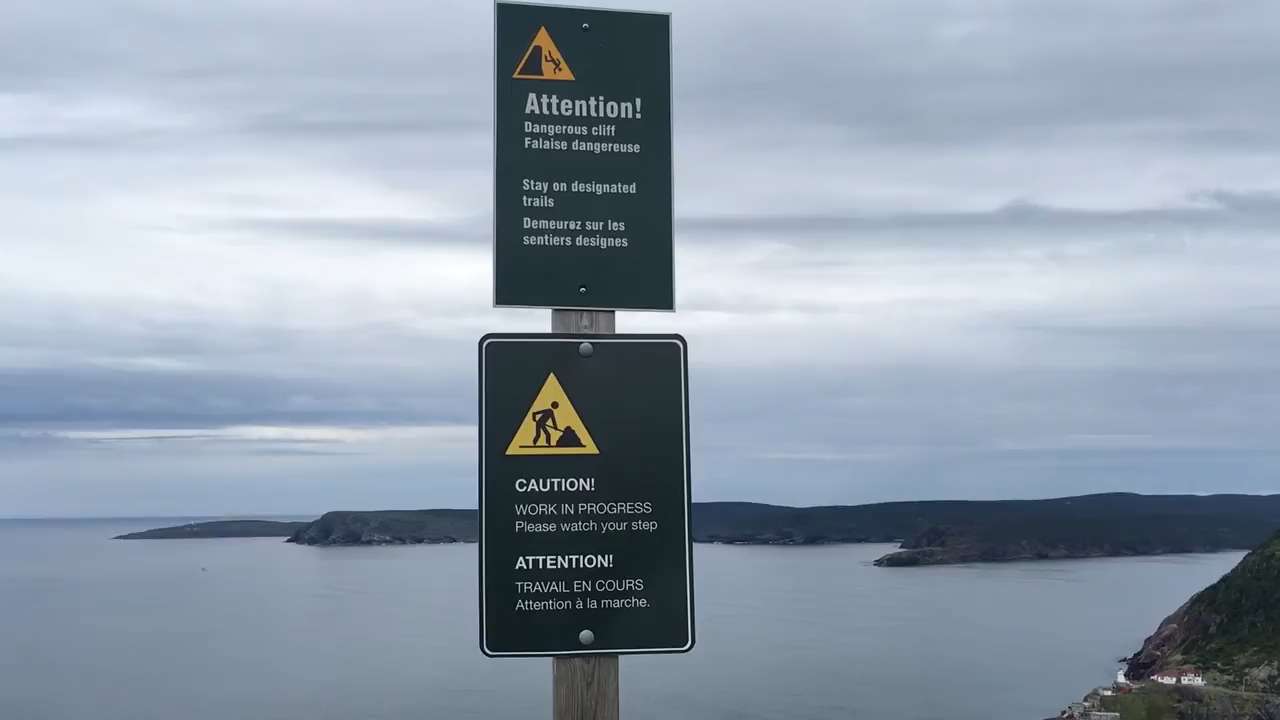 Attention!
Dangerous cliff
Falaise dangereuse
Stay on designated
trails
Demeurez sur les
sentiers designes
CAUTION!
WORK IN PROGRESS
Please watch your step
ATTENTION!
TRAVAIL EN COURS
Attention à la marche.